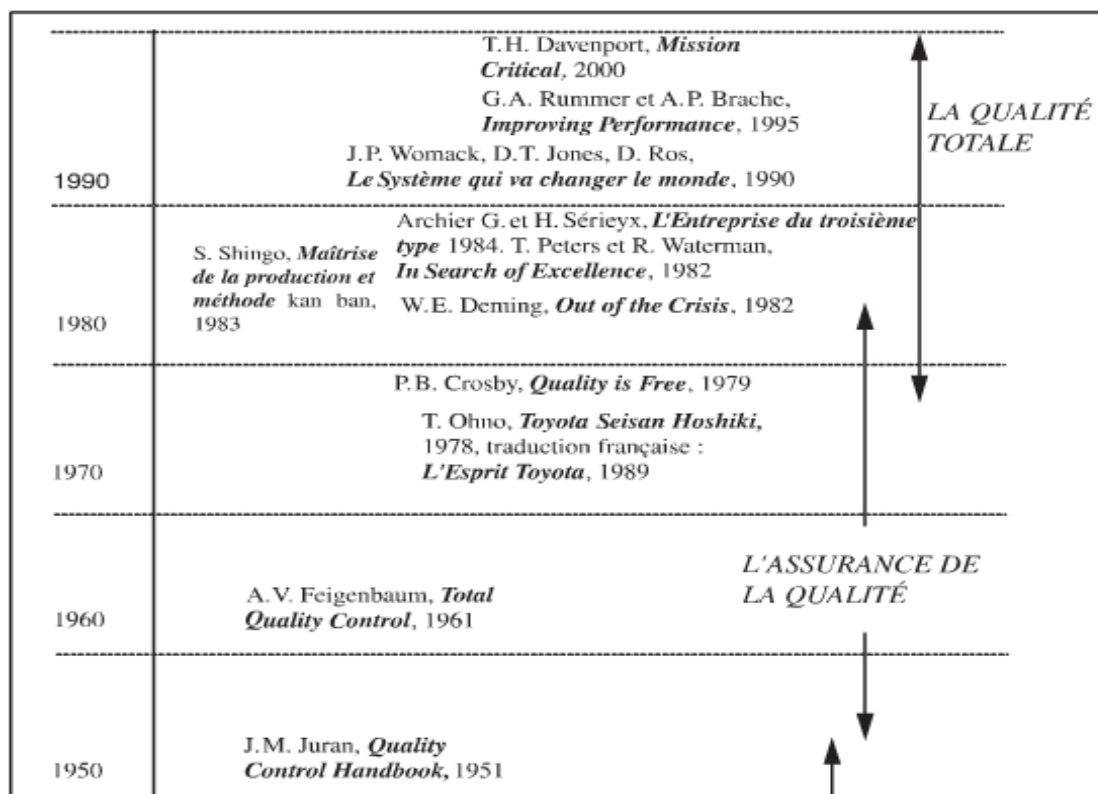 T.H. Davenport, Mission
Critical, 2000
G.A. Rummer et A.P. Brache,
Improving Performance, 1995
LA QUALITÉ
TOTALE
J.P. Womack, D.T. Jones, D. Ros,
Le Système qui va changer le monde, 1990
1990
Archier G. et H. Sérieyx, L'Entreprise du troisième
type 1984. T. Peters et R. Waterman,
In Search of Excellence, 1982
S. Shingo, Maîtrise
de la production et
méthode kan ban,
1983
W.E. Deming, Out of the Crisis, 1982
1980
P.B. Crosby, Quality is Free, 1979
T. Ohno, Toyota Seisan Hoshiki,
1978, traduction française :
L'Esprit Toyota, 1989
1970
L'ASSURANCE DE
LA QUALITÉ
A.V. Feigenbaum, Total
Quality Control, 1961
1960
J.M. Juran, Quality
Control Handbook, 1951
1950